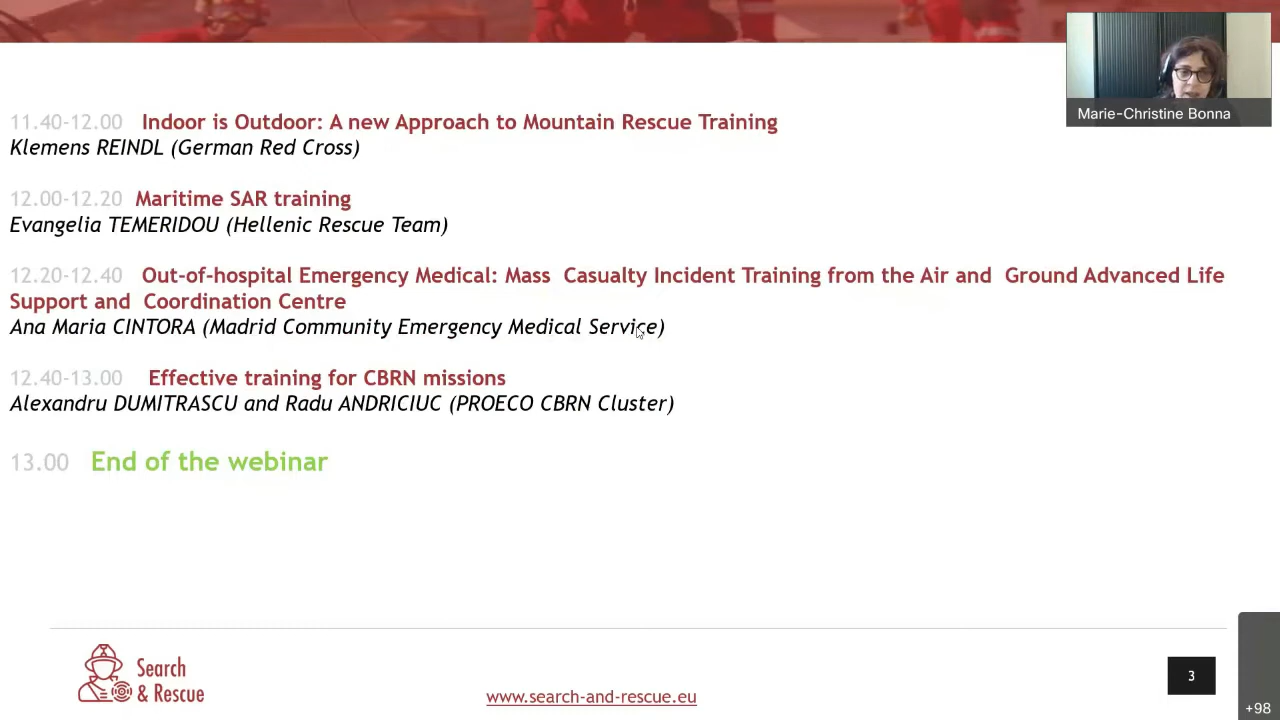 Marie-Christine Bonna
11.40-12.00 Indoor is Outdoor: A new Approach to Mountain Rescue Training
Klemens REINDL (German Red Cross)
12.00-12.20 Maritime SAR training
Evangelia TEMERIDOU (Hellenic Rescue Team)
12.20-12.40 Out-of-hospital Emergency Medical: Mass Casualty Incident Training from the Air and Ground Advanced Life
Support and Coordination Centre
Ana Maria CINTORA (Madrid Community Emergency Medical Service)
12.40-13.00 Effective training for CBRN missions
Alexandru DUMITRASCU and Radu ANDRICIUC (PROECO CBRN Cluster)
13.00 End of the webinar
Search
& Rescue
www.search-and-rescue.eu
3
+98